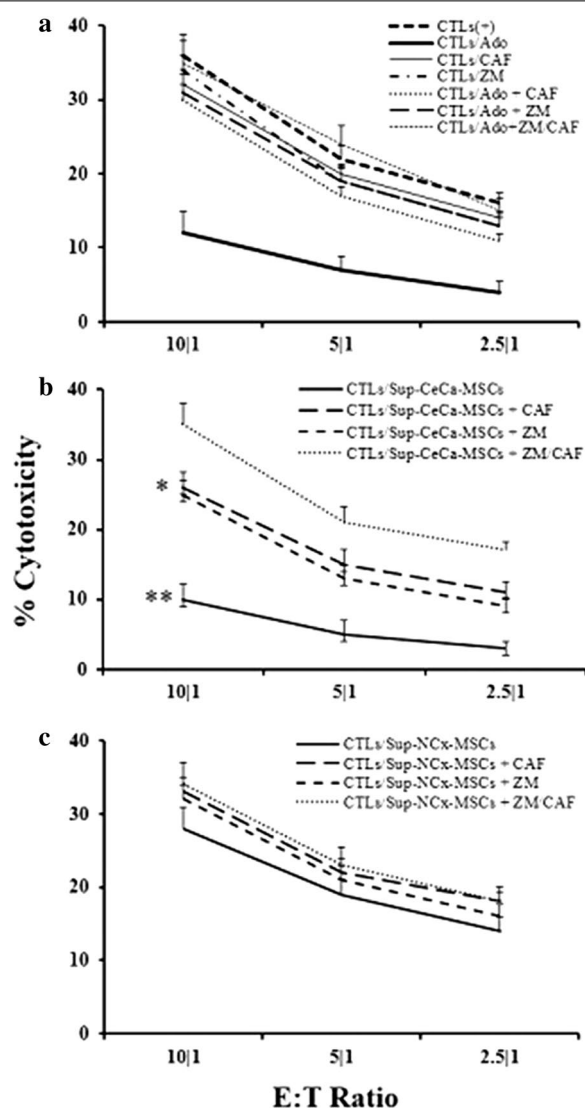 a
40
30
20
10
0
CTLs(+)
CTLs/Ado
CTLs/CAF
CTLs/ZM
CTLs/Ado + CAF
CTLs/Ado + ZM
CTLs/Ado+ZM/CAF
10|1
5|1
2.5|1
b
40
30
20
10
0
CTLs/Sup-CeCa-MSCs
CTLs/Sup-CeCa-MSCs + CAF
CTLs/Sup-CeCa-MSCs + ZM
CTLs/Sup-CeCa-MSCs + ZM/CAF
*
**
10|1
5|1
2.5|1
% Cytotoxicity
c
40
30
20
10
0
CTLs/Sup-NCx-MSCs
CTLs/Sup-NCx-MSCs + CAF
CTLs/Sup-NCx-MSCs + ZM
CTLs/Sup-NCx-MSCs + ZM/CAF
10|1
5|1
2.5|1
E:T Ratio